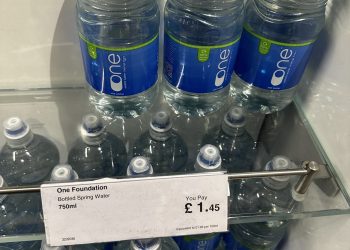 one
one
one
One Foundation
Bottled Spring Water
750ml
You Pay
£ 1.45